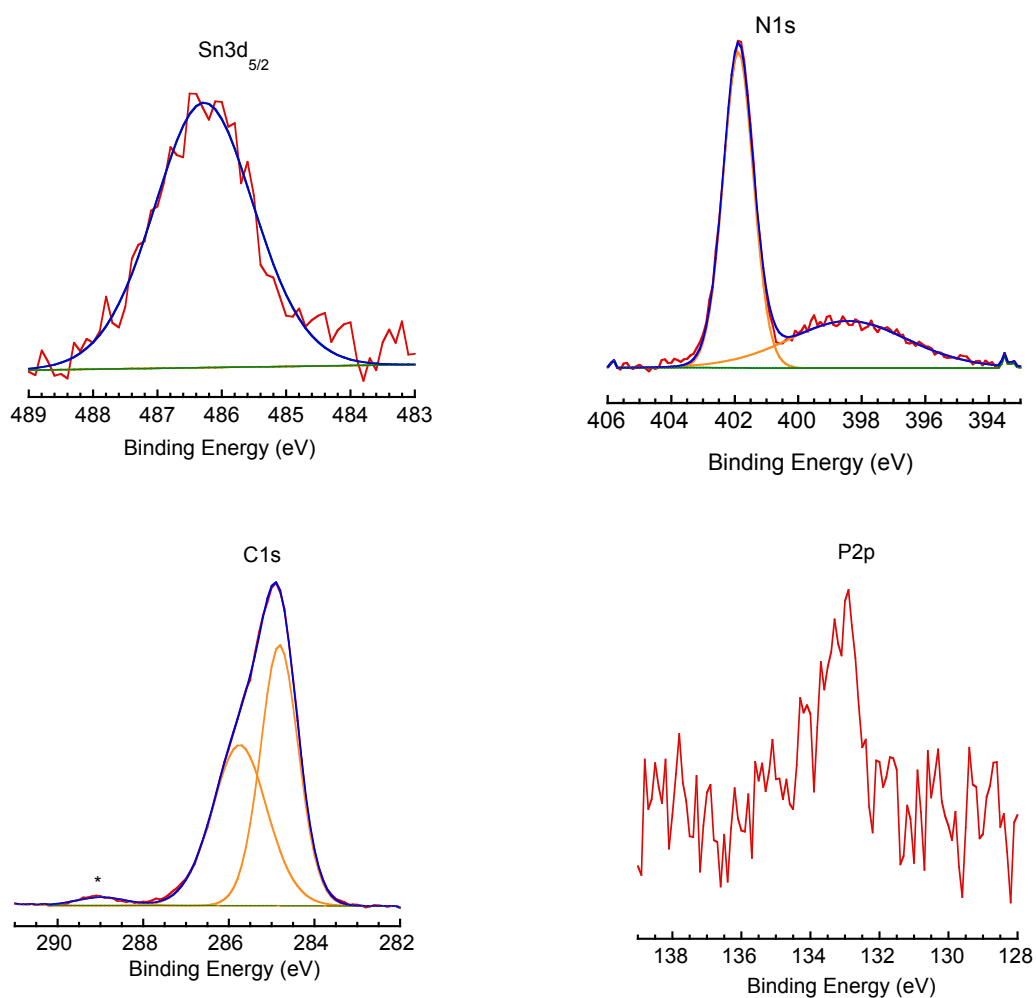 Sn3d5/2
489 488 487 486 485 484 483
Binding Energy (eV)
N1s
406 404 402 400 398 396 394
Binding Energy (eV)
C1s
*
290 288 286 284 282
Binding Energy (eV)
P2p
138 136 134 132 130 128
Binding Energy (eV)